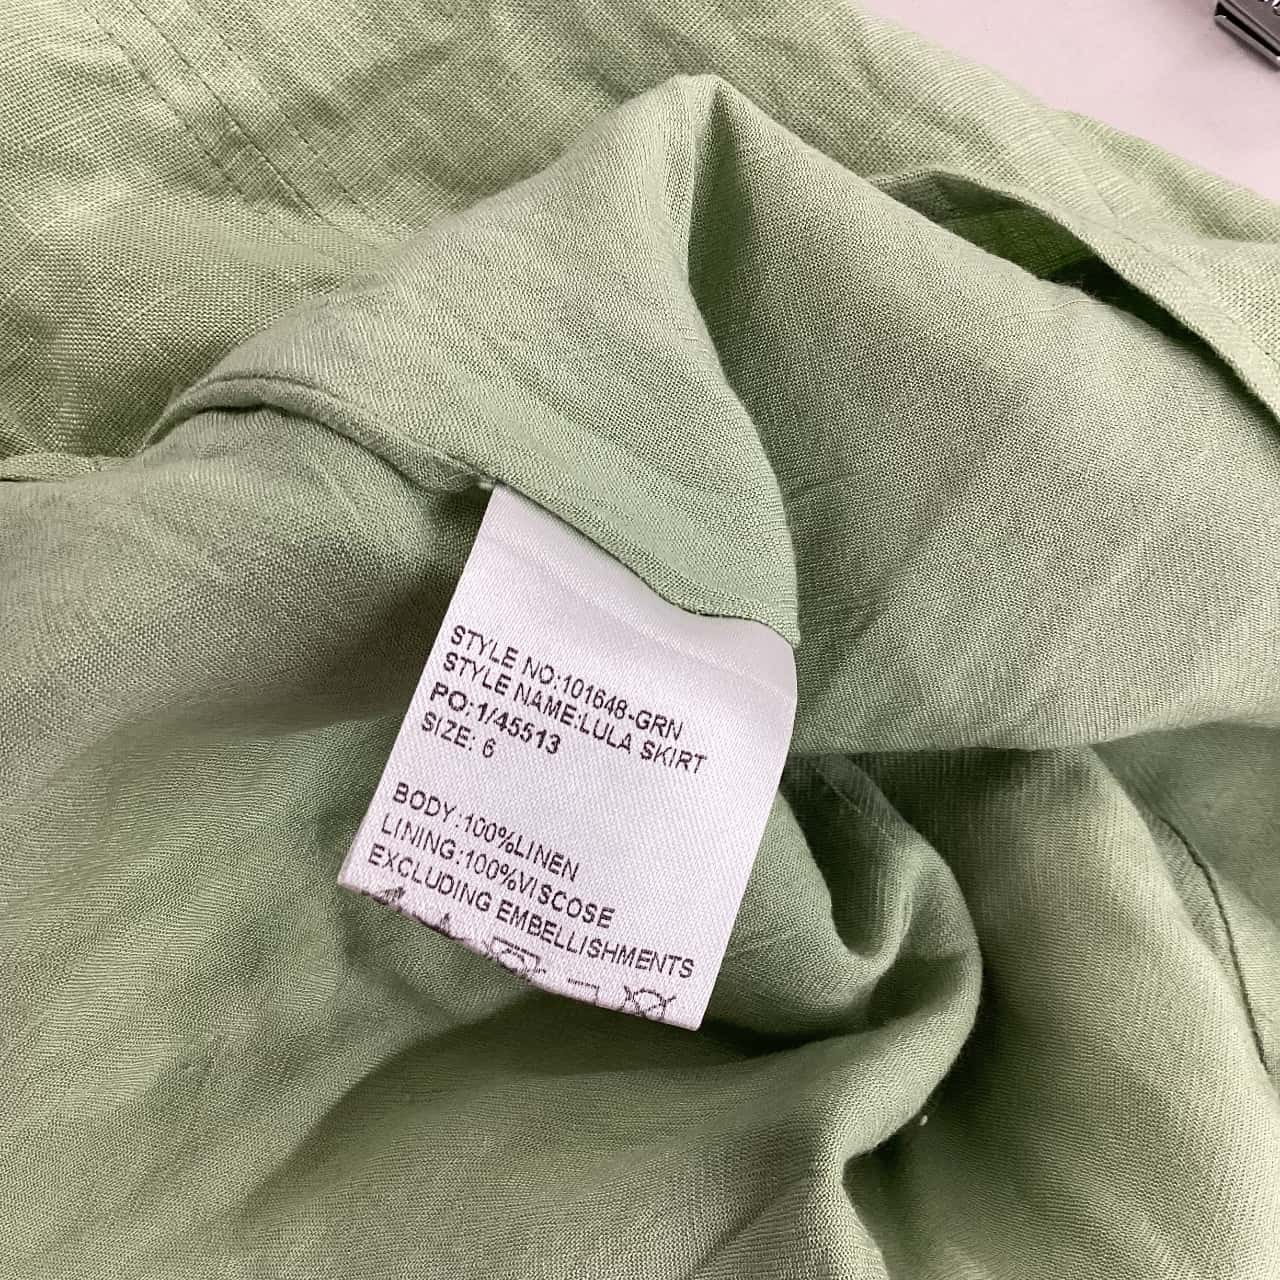 STYLE NO:101648-GRN
STYLE NAME:LULA SKIRT
PO:1/45513
SIZE: 6
BODY:100%LINEN
LINING:100%VISCOSE
EXCLUDING EMBELLISHMENTS